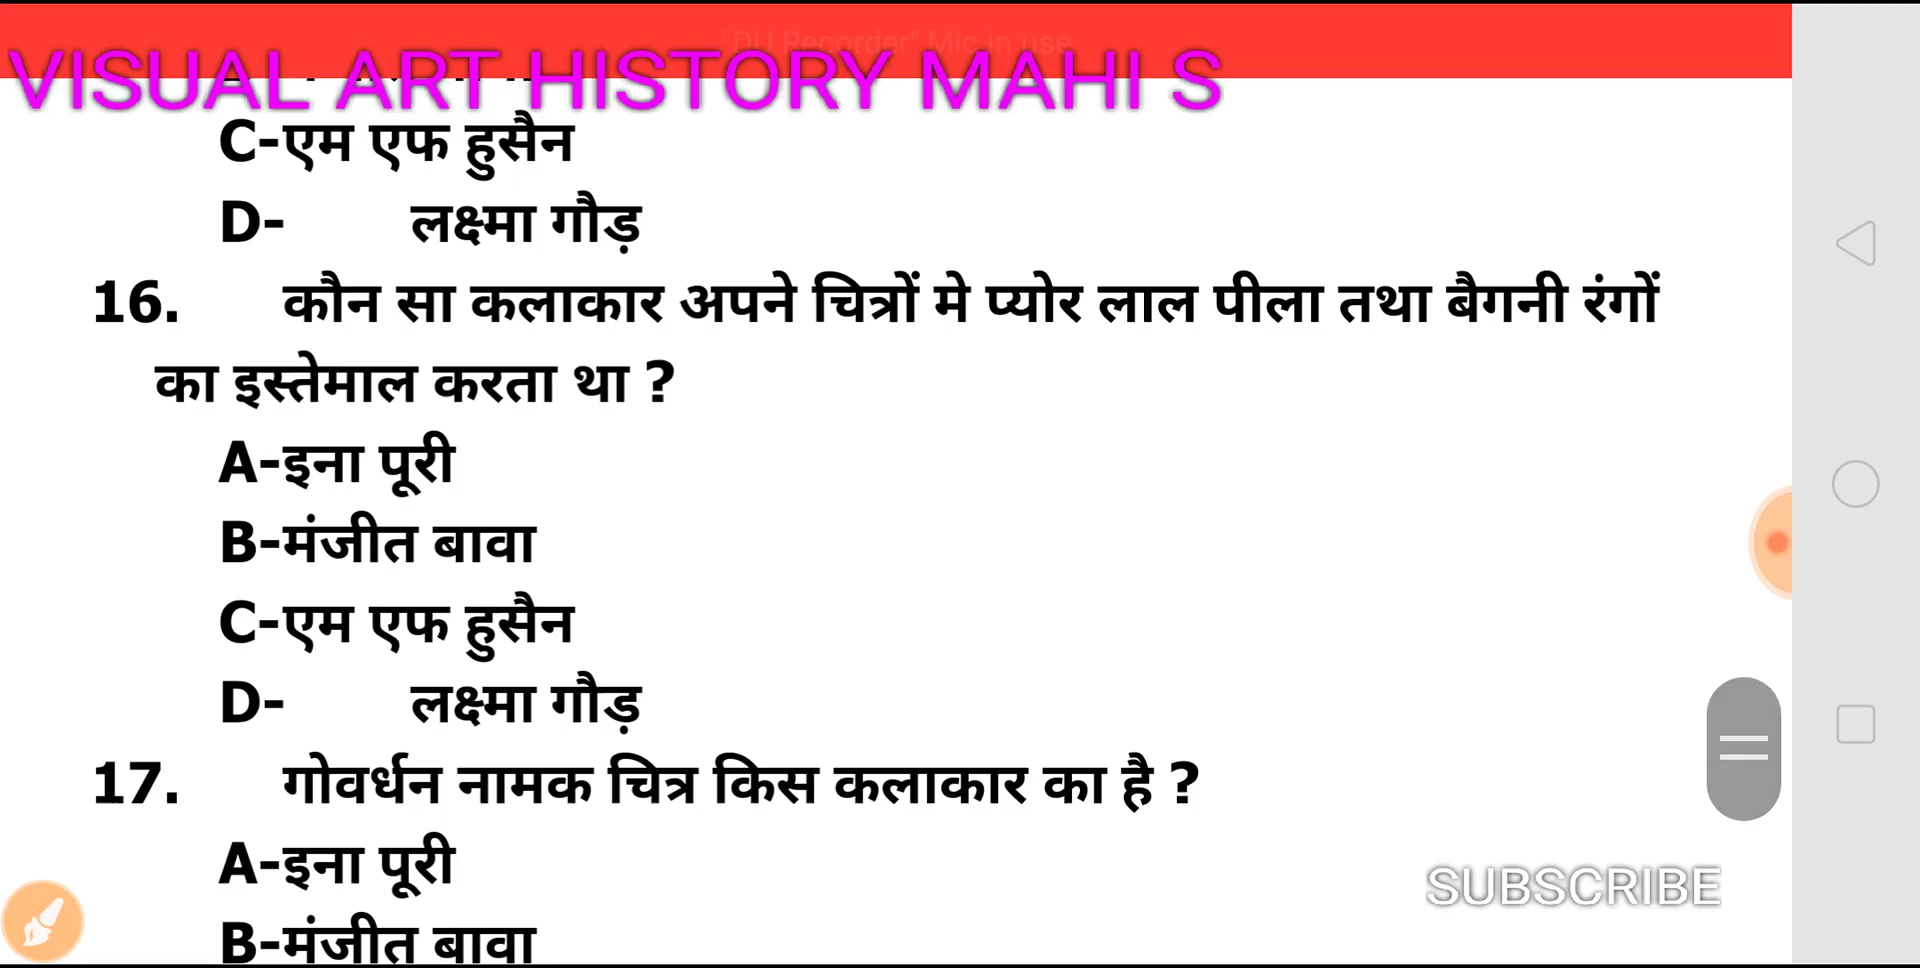 "DU Recorder" Mic in use
VISUAL ART HISTORY MAHI S
C-एम एफ हुसैन
D- लक्ष्मा गौड़
16. कौन सा कलाकार अपने चित्रों मे प्योर लाल पीला तथा बैगनी रंगों
का इस्तेमाल करता था ?
A-इना पूरी
B-मंजीत बावा
C-एम एफ हुसैन
D- लक्ष्मा गौड़
17. गोवर्धन नामक चित्र किस कलाकार का है ?
A-इना पूरी
SUBSCRIBE
B-मंजीत बावा